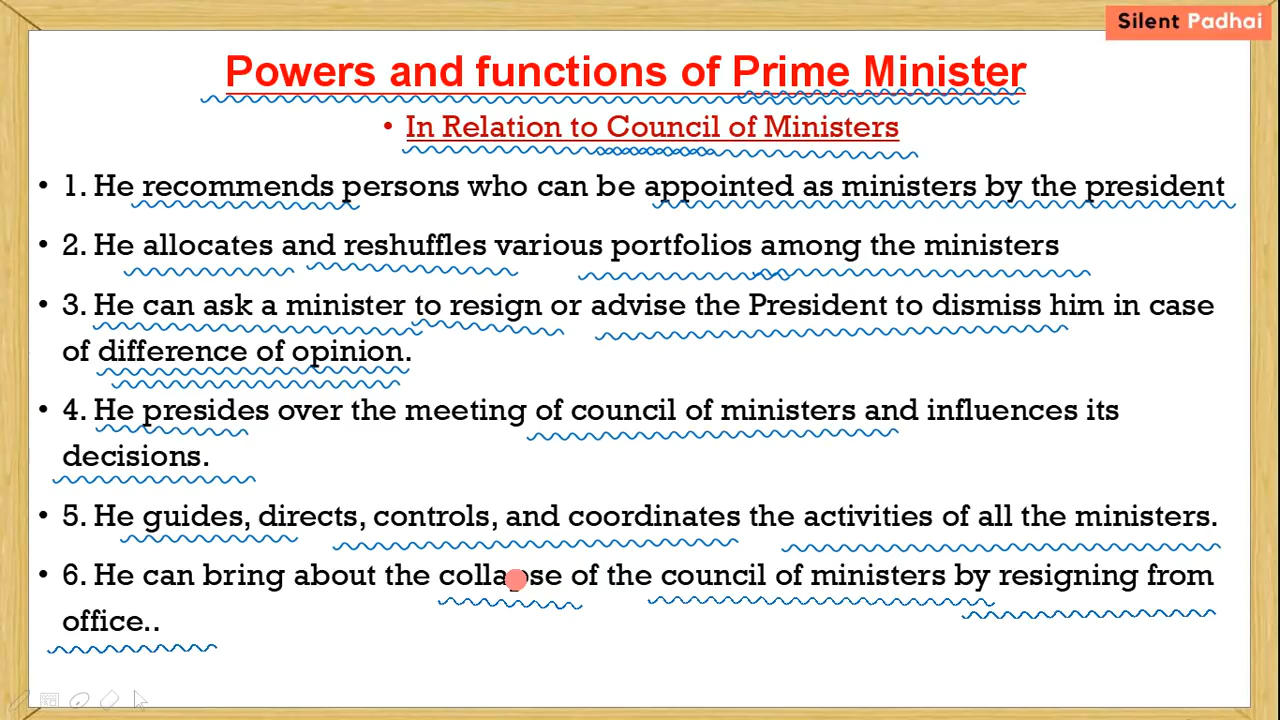 Silent Padhai
Powers and functions of Prime Minister
• In Relation to Council of Ministers
• 1. He recommends persons who can be appointed as ministers by the president
• 2. He allocates and reshuffles various portfolios among the ministers
• 3. He can ask a minister to resign or advise the President to dismiss him in case
of difference of opinion.
• 4. He presides over the meeting of council of ministers and influences its
decisions.
• 5. He guides, directs, controls, and coordinates the activities of all the ministers.
• 6. He can bring about the collapse of the council of ministers by resigning from
office..